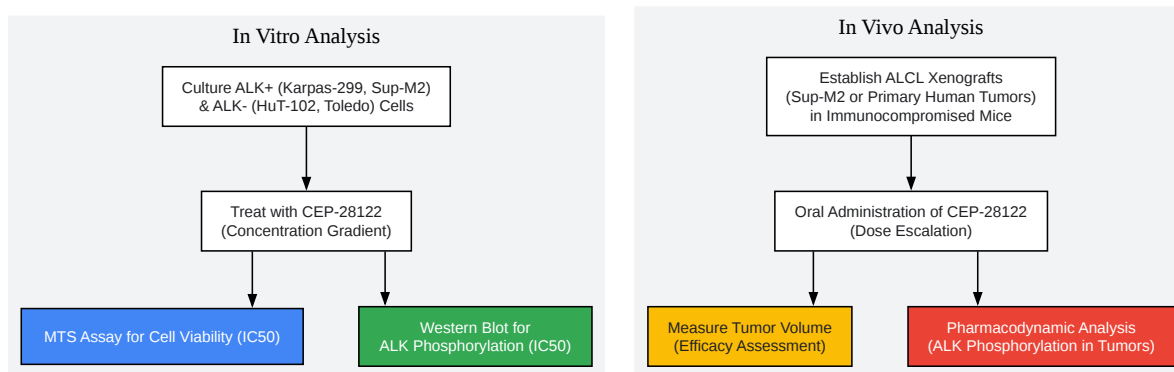 In Vitro Analysis
Culture ALK+ (Karpas-299, Sup-M2)
& ALK- (HuT-102, Toledo) Cells
Treat with CEP-28122
(Concentration Gradient)
MTS Assay for Cell Viability (IC50)
Western Blot for
ALK Phosphorylation (IC50)
In Vivo Analysis
Establish ALCL Xenografts
(Sup-M2 or Primary Human Tumors)
in Immunocompromised Mice
Oral Administration of CEP-28122
(Dose Escalation)
Measure Tumor Volume
(Efficacy Assessment)
Pharmacodynamic Analysis
(ALK Phosphorylation in Tumors)